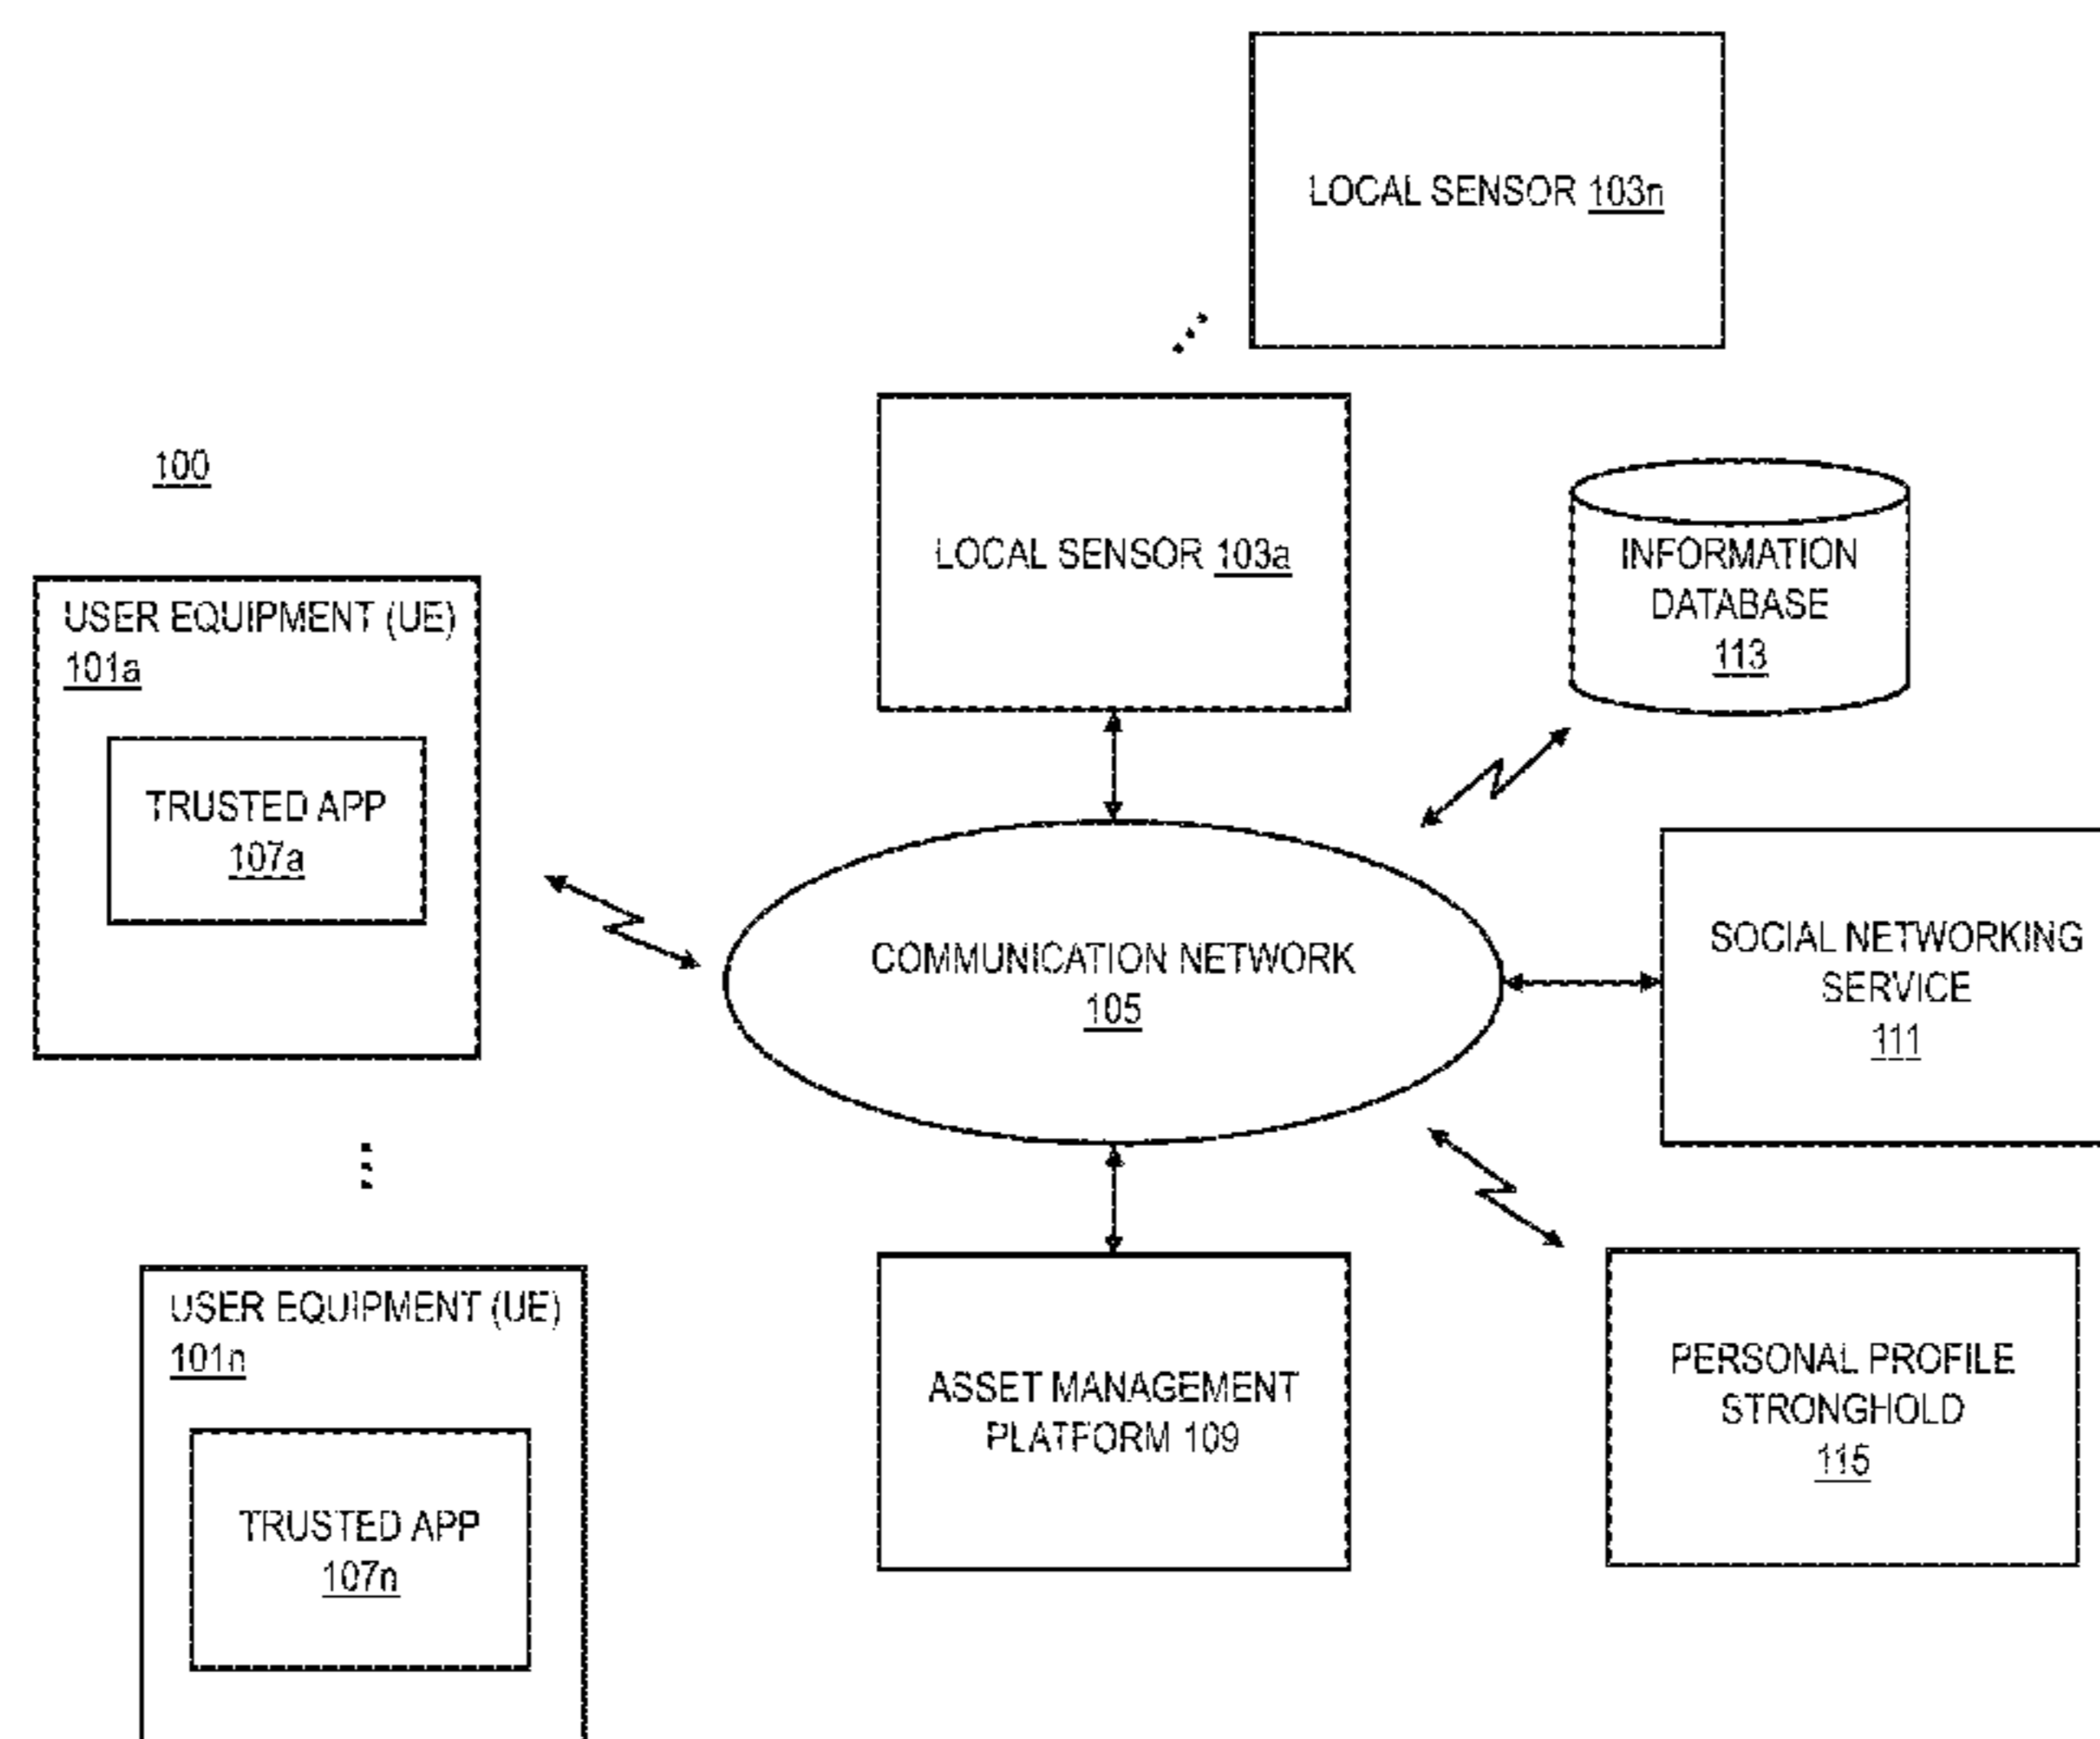 LOCAL SENSOR 103n
100
LOCAL SENSOR 103a
INFORMATION
DATABASE
113
USER EQUIPMENT (UE)
101a
TRUSTED APP
107a
COMMUNICATION NETWORK
105
SOCIAL NETWORKING
SERVICE
111
USER EQUIPMENT (UE)
101n
TRUSTED APP
107n
ASSET MANAGEMENT
PLATFORM 109
PERSONAL PROFILE
STRONGHOLD
115